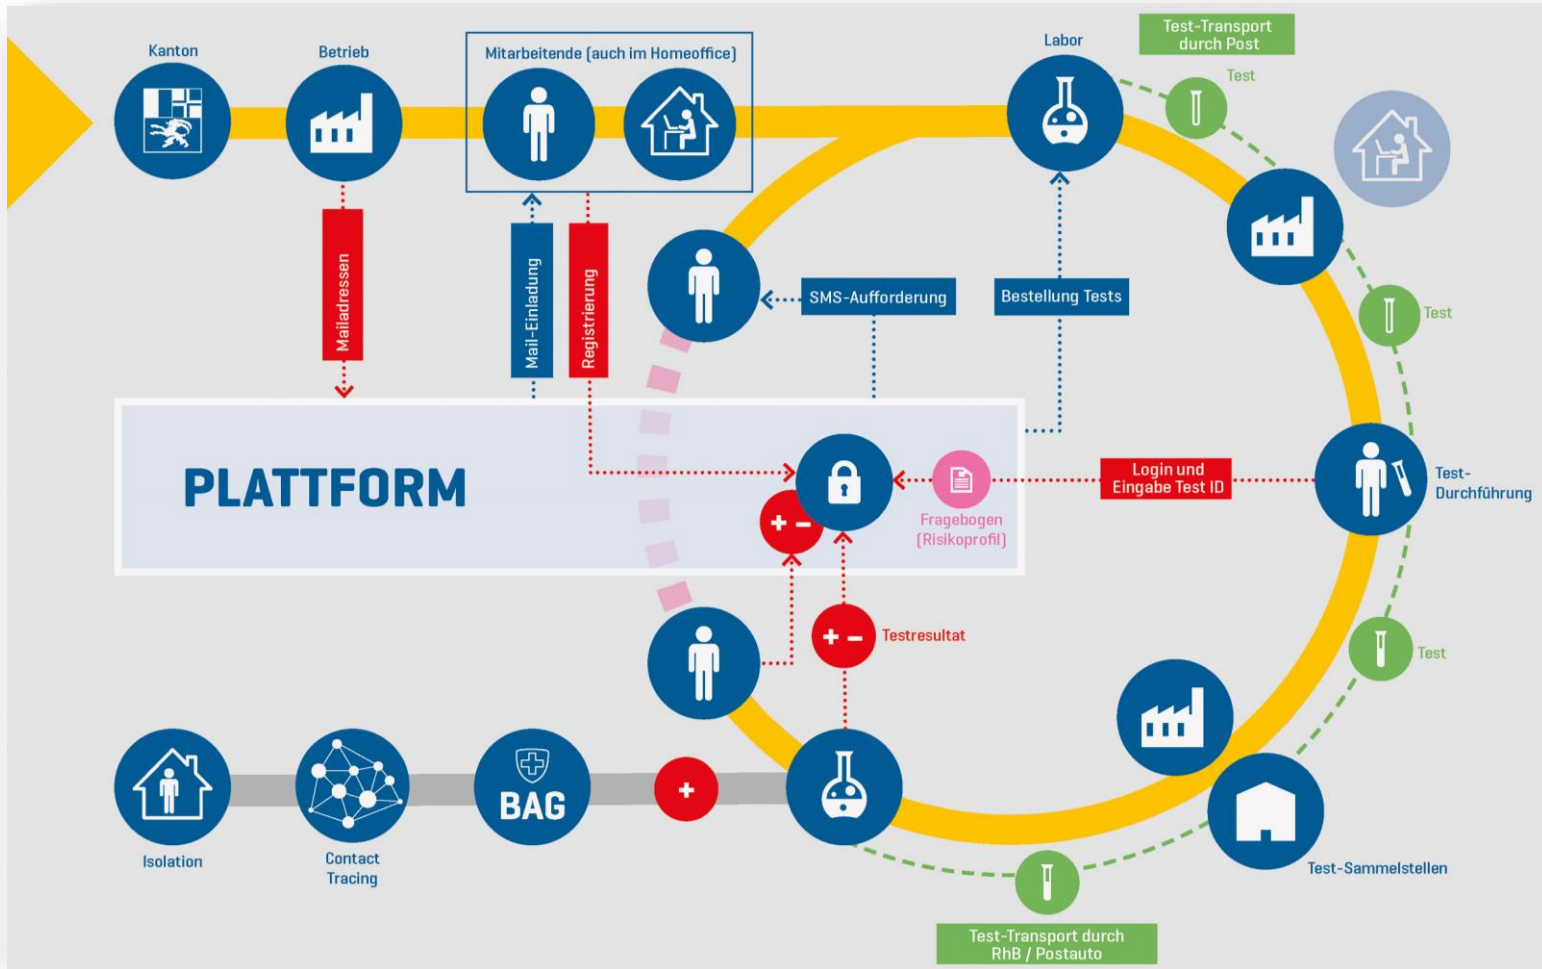 Kanton
Betrieb
Mitarbeitende (auch im Homeoffice)
Labor
Test-Transport
durch Post
Test
Mailadressen
Mail-Einladung
Registrierung
SMS-Aufforderung
Bestellung Tests
Test
PLATTFORM
Login und
Eingabe Test ID
Test-
Durchführung
Fragebogen
(Risikoprofil)
+ -
+ -
Testresultat
Test
BAG
+
Isolation
Contact
Tracing
Test-Sammelstellen
Test-Transport durch
RhB / Postauto